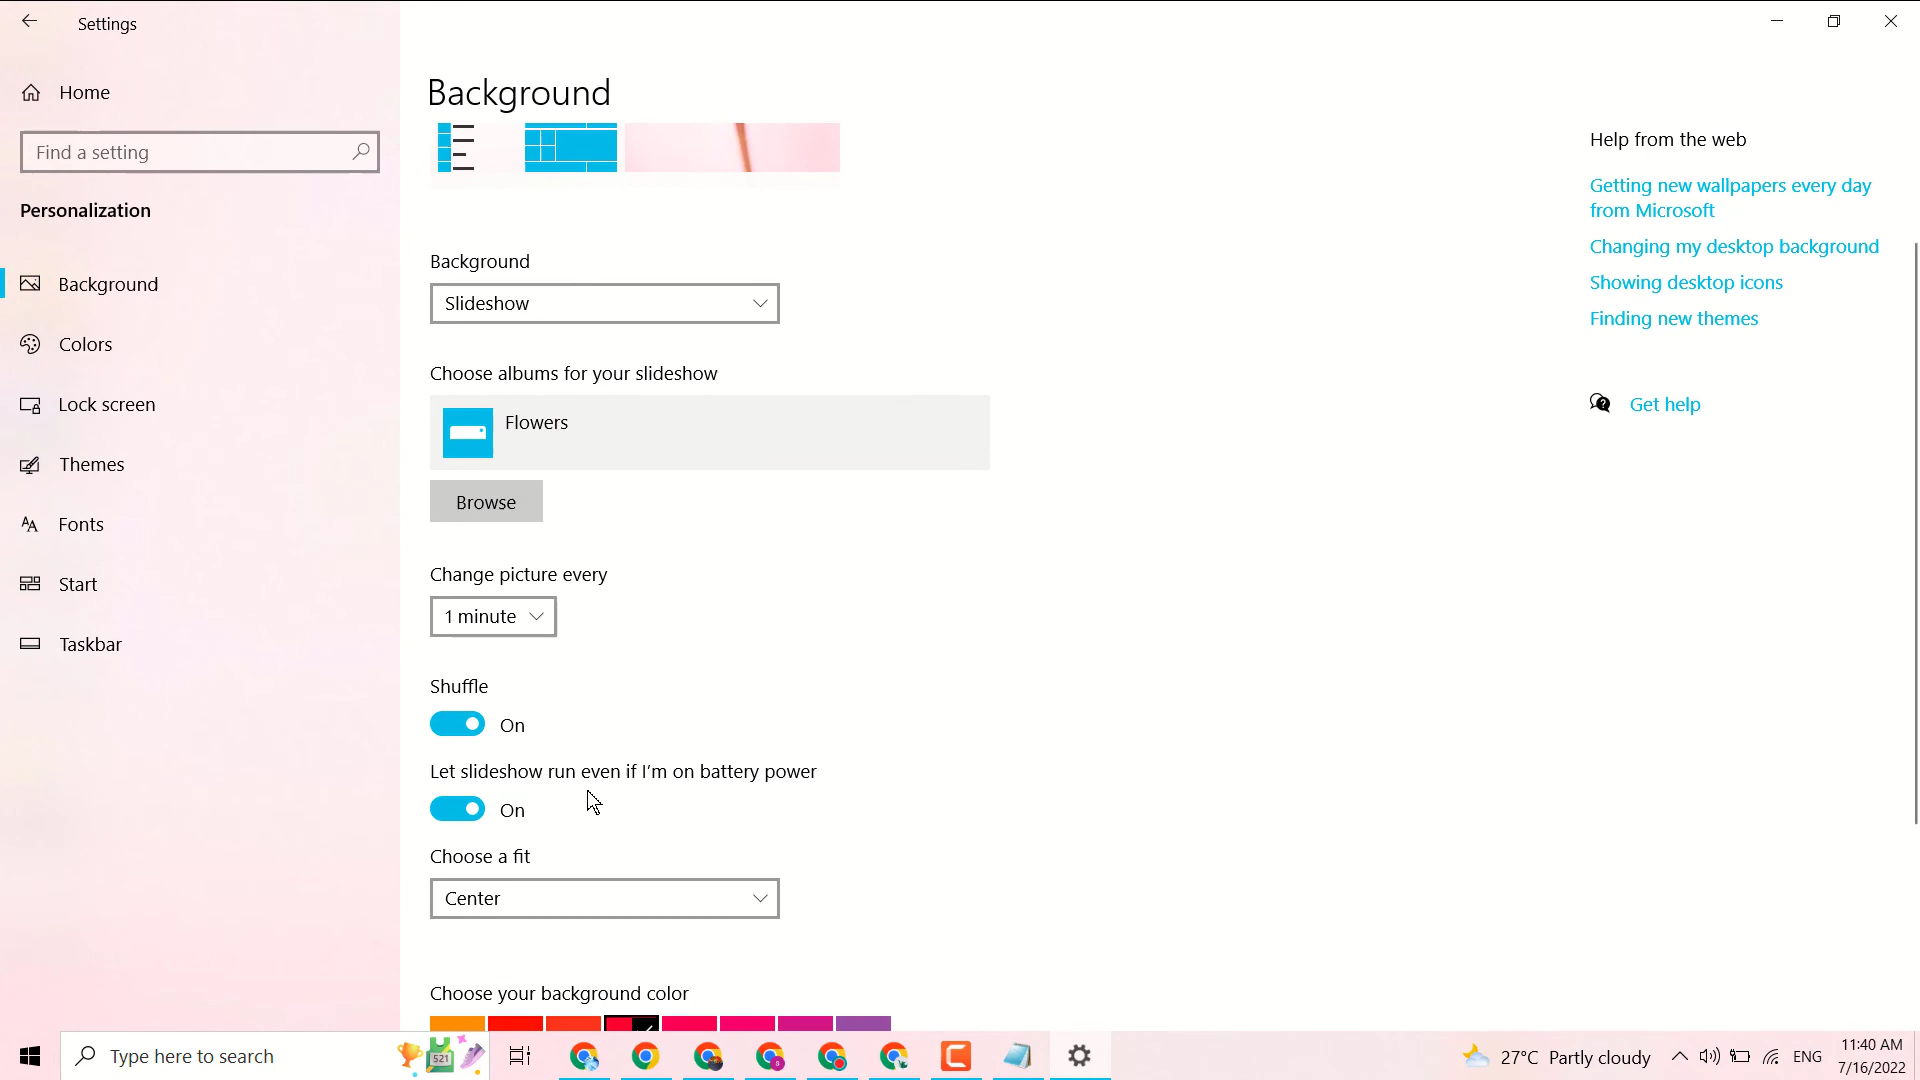 Settings
Home
Find a setting
Personalization
Background
Colors
Lock screen
Themes
Fonts
Start
Taskbar
Background
Background
Slideshow
Choose albums for your slideshow
Flowers
Browse
Change picture every
1 minute
Shuffle
On
Let slideshow run even if I'm on battery power
On
Choose a fit
Center
Choose your background color
Help from the web
Getting new wallpapers every day
from Microsoft
Changing my desktop background
Showing desktop icons
Finding new themes
Get help
Type here to search
521
27°C Partly cloudy
ENG
11:40 AM
7/16/2022